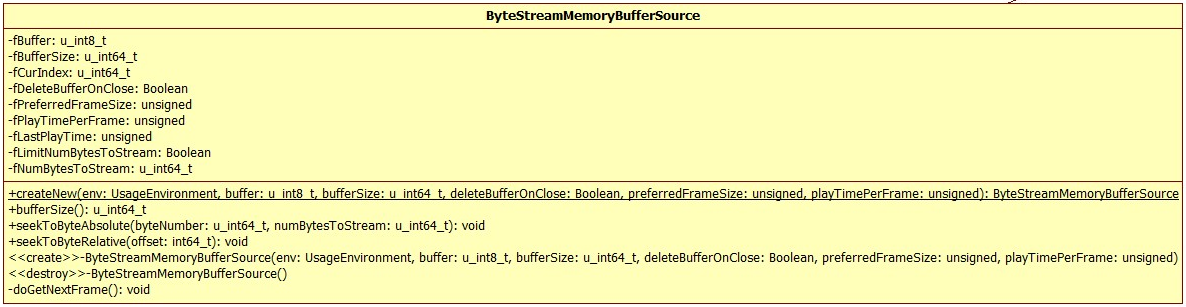 ByteStreamMemoryBufferSource
-fBuffer: u_int8_t
-fBufferSize: u_int64_t
-fCurIndex: u_int64_t
-fDeleteBufferOnClose: Boolean
-fPreferredFrameSize: unsigned
-fPlayTimePerFrame: unsigned
-fLastPlayTime: unsigned
-fLimitNumBytesToStream: Boolean
-fNumBytesToStream: u_int64_t
+createNew(env: UsageEnvironment, buffer: u_int8_t, bufferSize: u_int64_t, deleteBufferOnClose: Boolean, preferredFrameSize: unsigned, playTimePerFrame: unsigned): ByteStreamMemoryBufferSource
+bufferSize(): u_int64_t
+seekToByteAbsolute(byteNumber: u_int64_t, numBytesToStream: u_int64_t): void
+seekToByteRelative(offset: int64_t): void
<<create>>-ByteStreamMemoryBufferSource(env: UsageEnvironment, buffer: u_int8_t, bufferSize: u_int64_t, deleteBufferOnClose: Boolean, preferredFrameSize: unsigned, playTimePerFrame: unsigned)
<<destroy>>-ByteStreamMemoryBufferSource()
-doGetNextFrame(): void